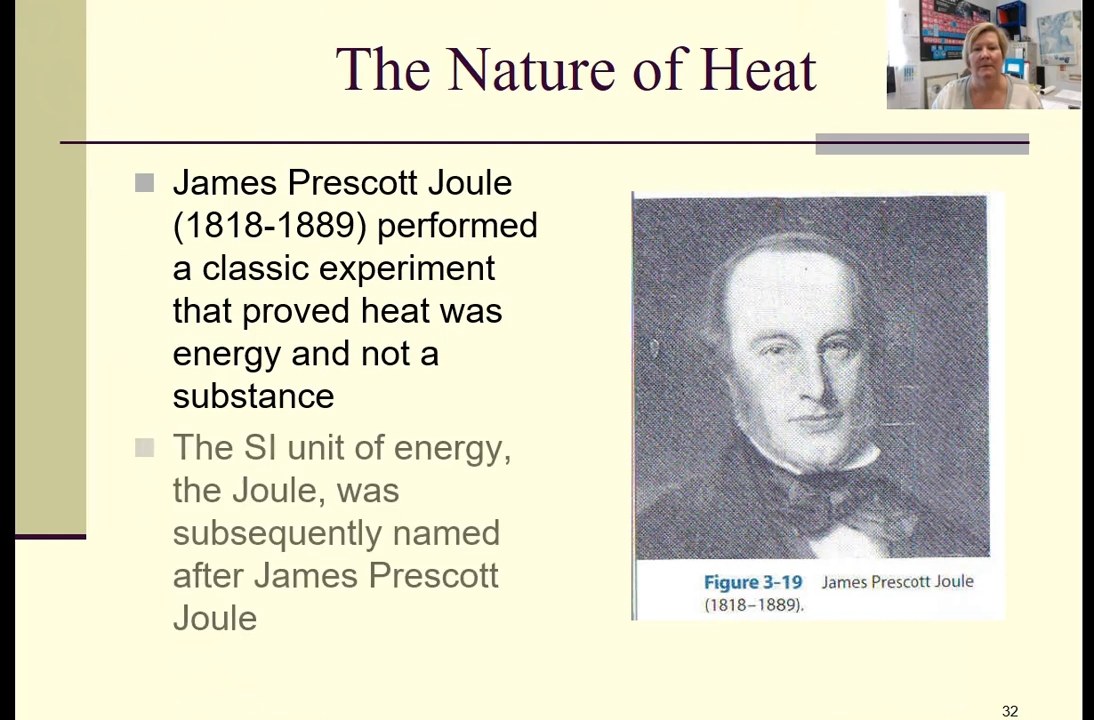 The Nature of Heat
James Prescott Joule
(1818-1889) performed
a classic experiment
that proved heat was
energy and not a
substance
The SI unit of energy,
the Joule, was
subsequently named
after James Prescott
Joule
Figure 3-19 James Prescott Joule
(1818–1889).
32